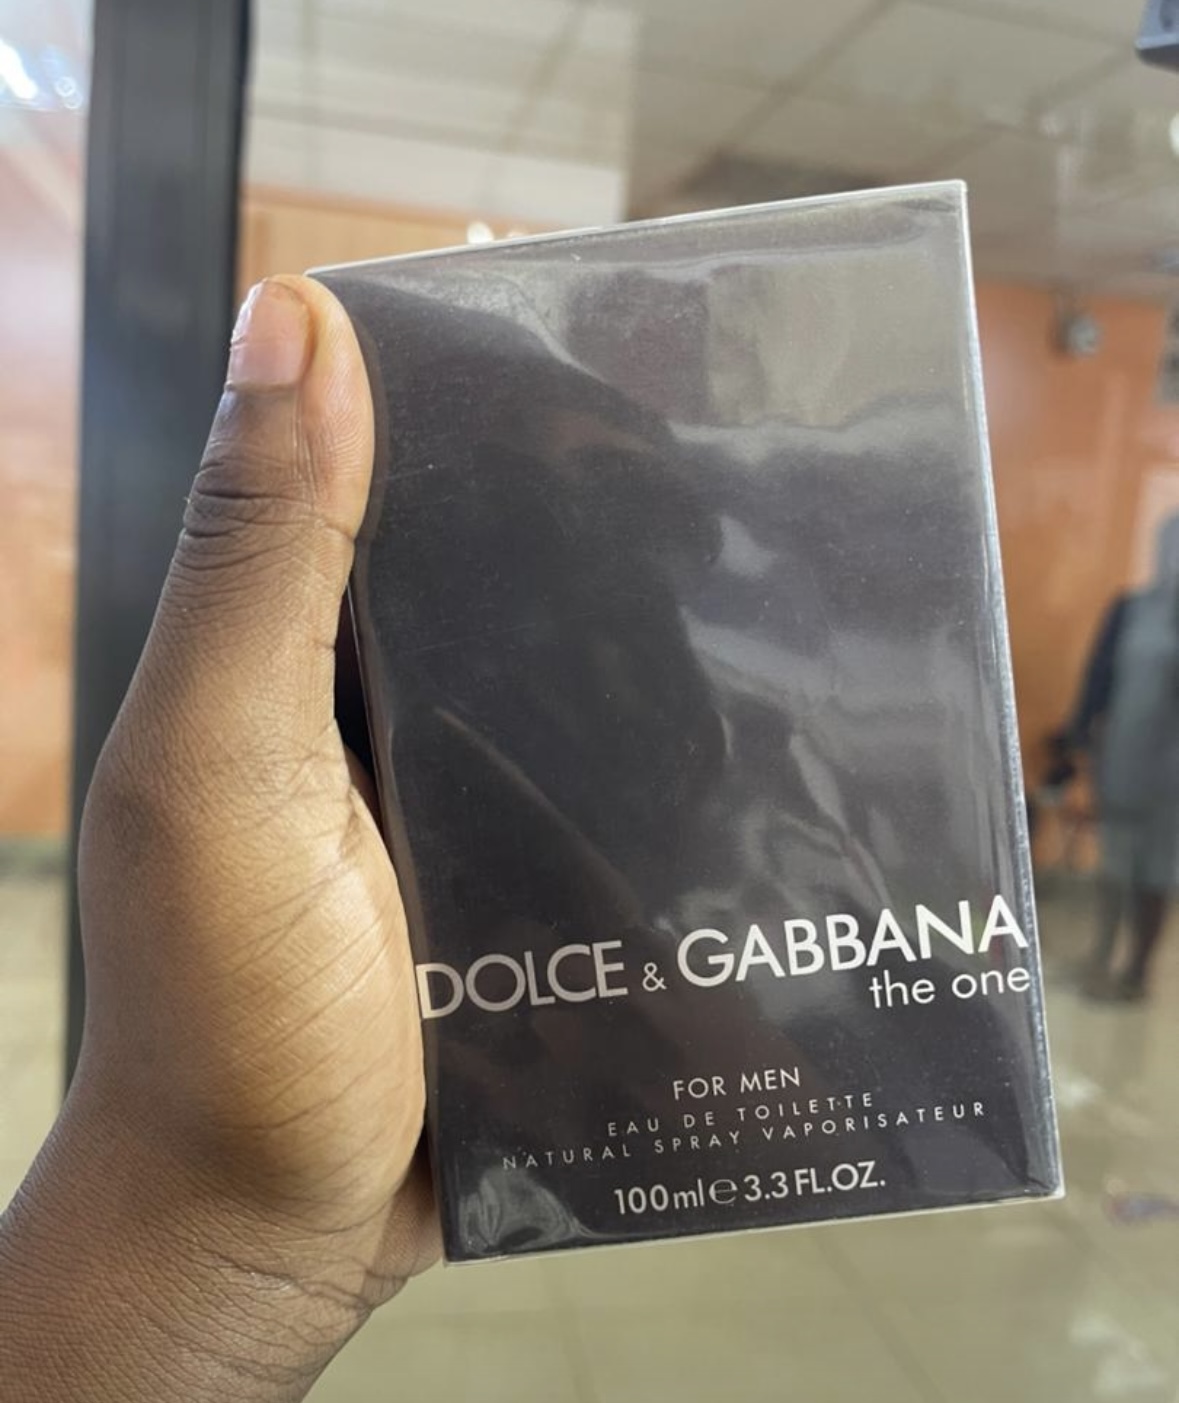 DOLCE & GABBANA
the one
FOR MEN
EAU DE TOILETTE
NATURAL SPRAY VAPORISATEUR
100ml℮3.3 FL.OZ.